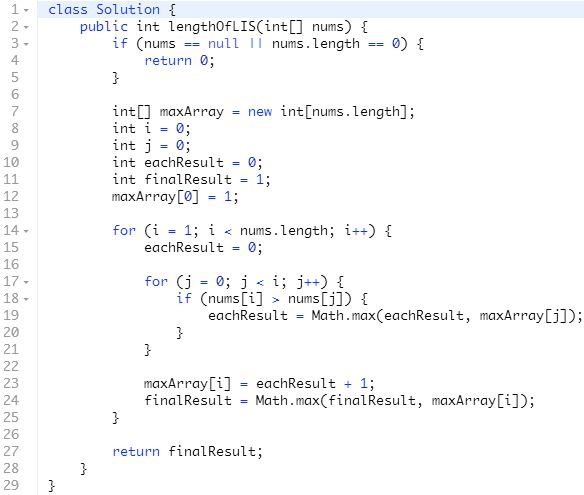 1 class Solution {
2     public int lengthOfLIS(int[] nums) {
3         if (nums == null || nums.length == 0) {
4             return 0;
5         }
6
7         int[] maxArray = new int[nums.length];
8         int i = 0;
9         int j = 0;
10         int eachResult = 0;
11         int finalResult = 1;
12         maxArray[0] = 1;
13
14         for (i = 1; i < nums.length; i++) {
15             eachResult = 0;
16
17             for (j = 0; j < i; j++) {
18                 if (nums[i] > nums[j]) {
19                     eachResult = Math.max(eachResult, maxArray[j]);
20                 }
21             }
22
23             maxArray[i] = eachResult + 1;
24             finalResult = Math.max(finalResult, maxArray[i]);
25         }
26
27         return finalResult;
28     }
29 }